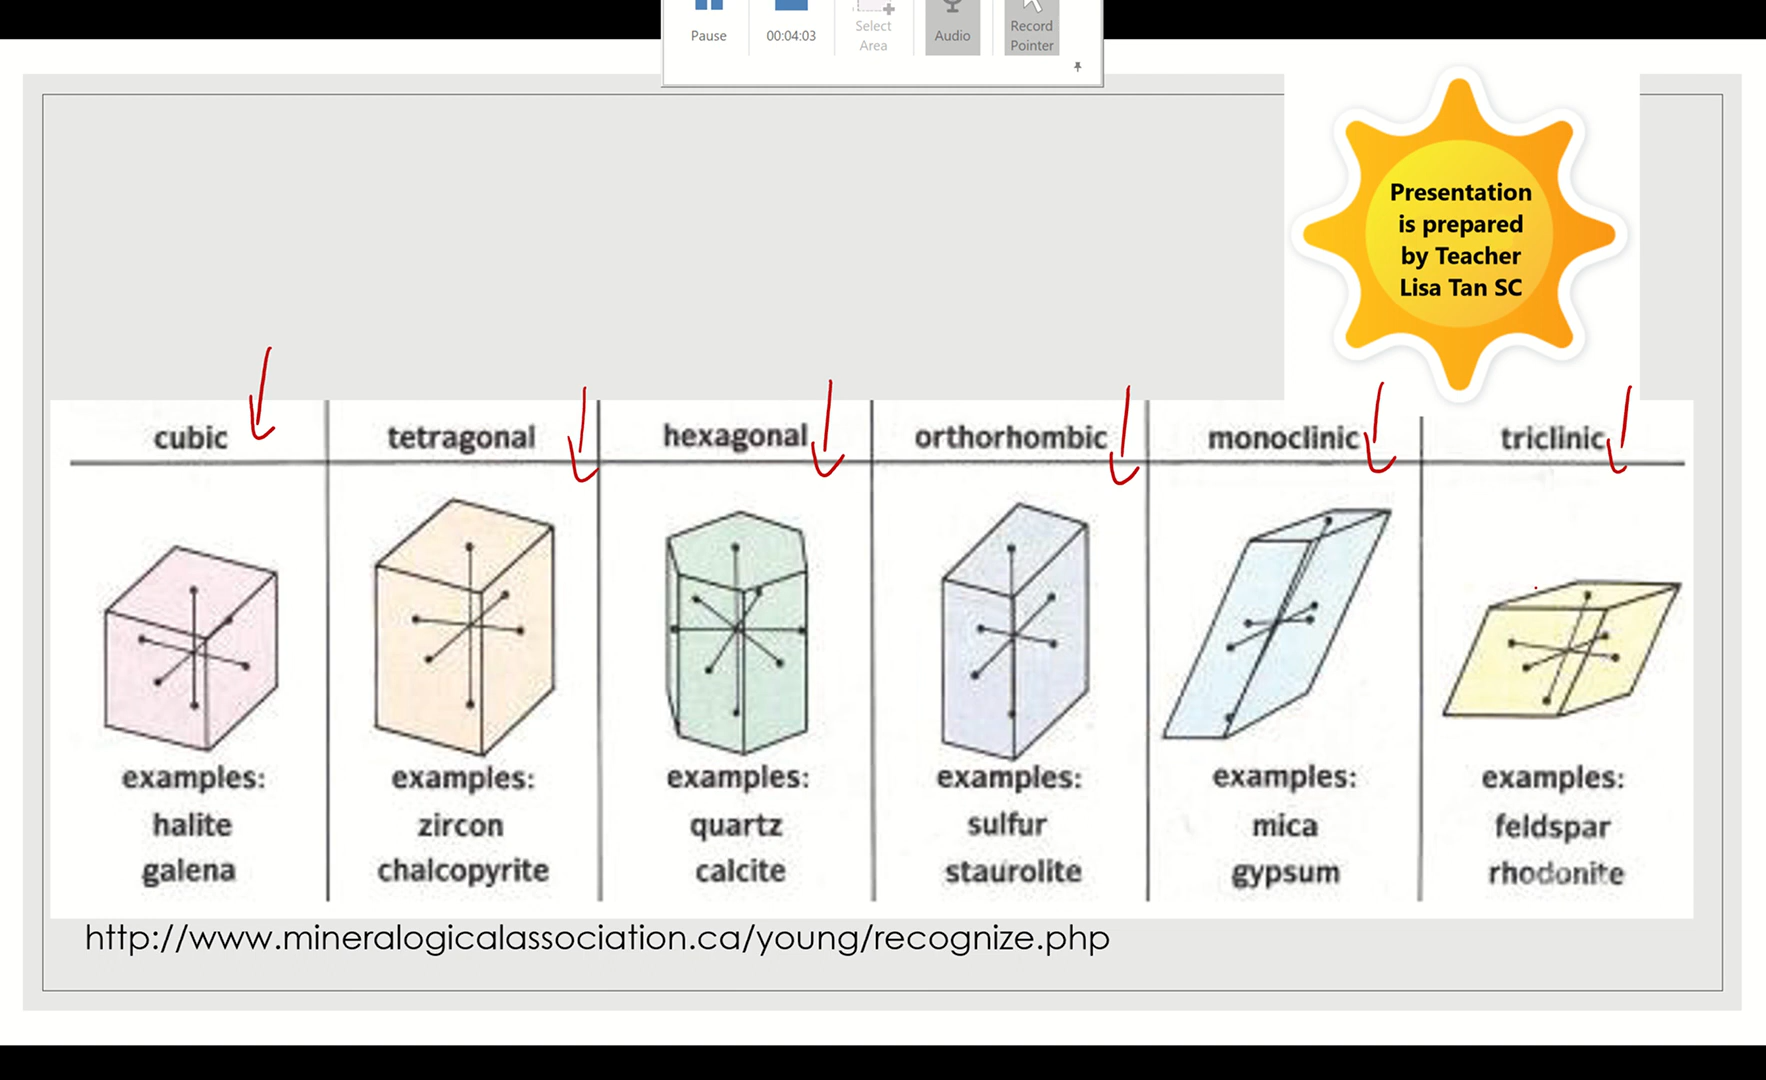 Pause
00:04:03
Select
Area
Audio
Record
Pointer
Presentation
is prepared
by Teacher
Lisa Tan SC
cubic
tetragonal
hexagonal
orthorhombic
monoclinic
triclinic
examples:
halite
galena
examples:
zircon
chalcopyrite
examples:
quartz
calcite
examples:
sulfur
staurolite
examples:
mica
gypsum
examples:
feldspar
rhodonite
http://www.mineralogicalassociation.ca/young/recognize.php